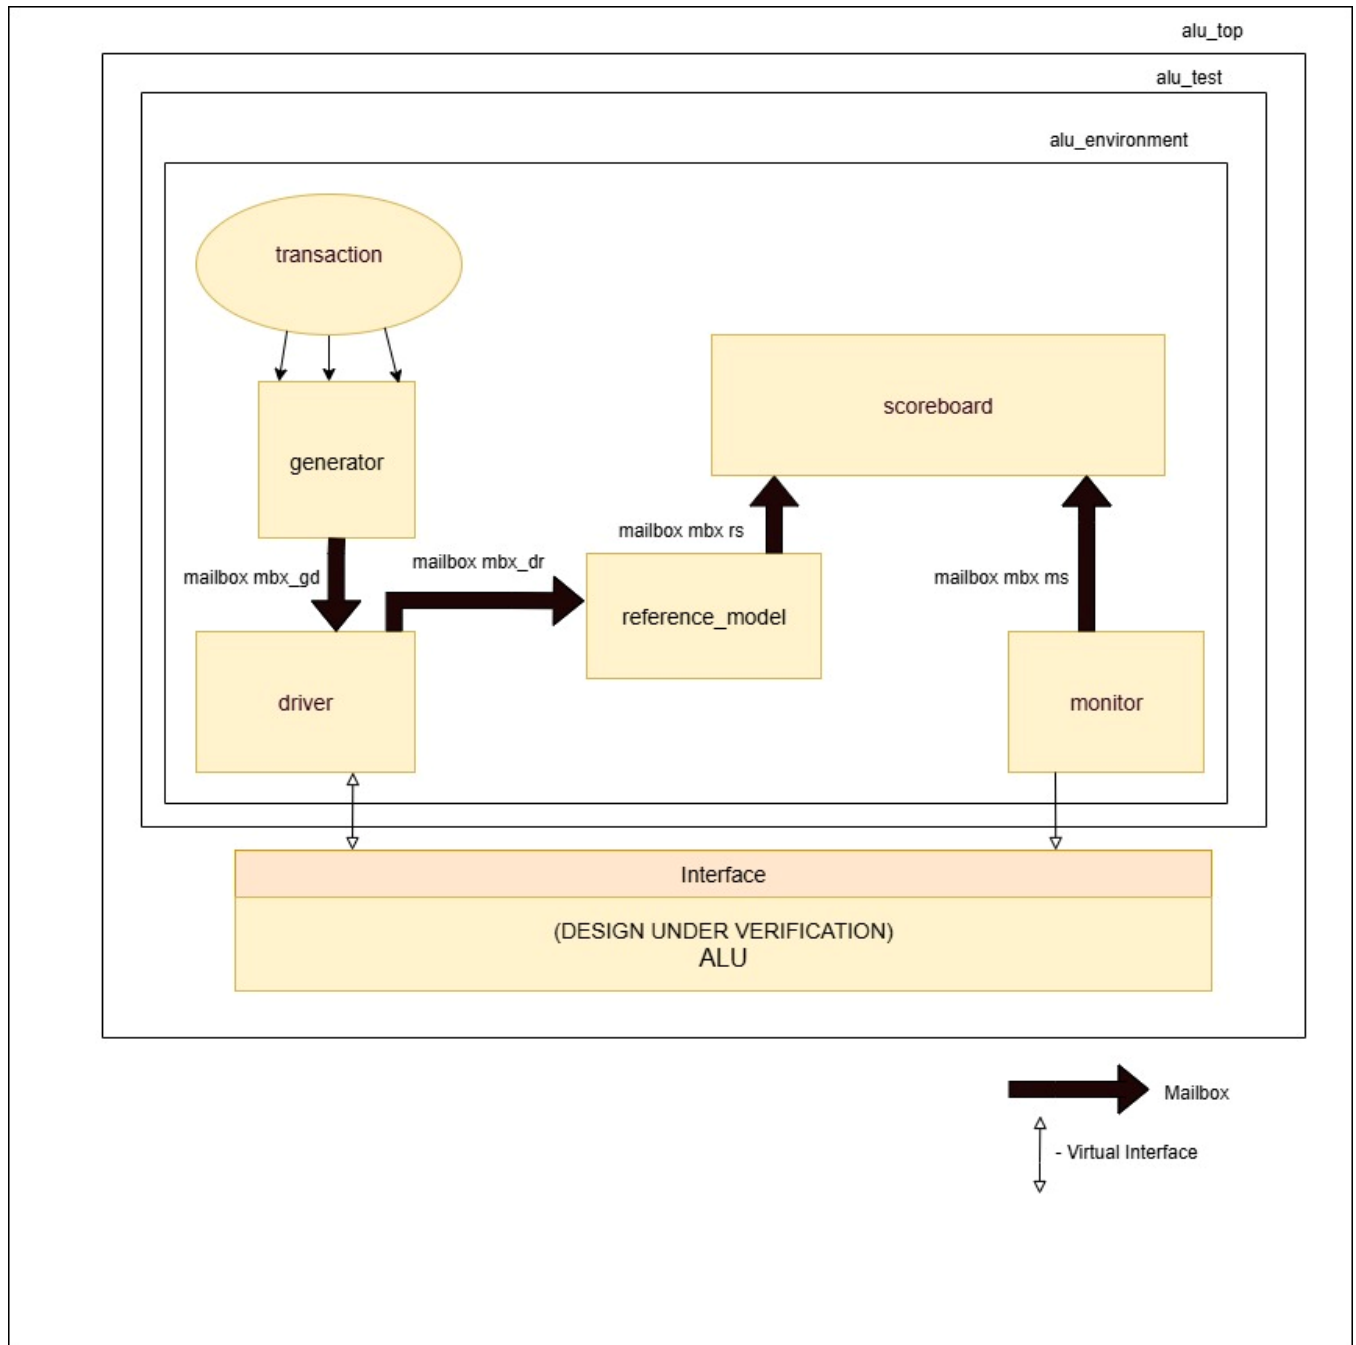 alu_top
alu_test
alu_environment
transaction
scoreboard
generator
mailbox mbx rs
mailbox mbx_dr
mailbox mbx_gd
mailbox mbx ms
reference_model
driver
monitor
Interface
(DESIGN UNDER VERIFICATION)
ALU
Mailbox
- Virtual Interface